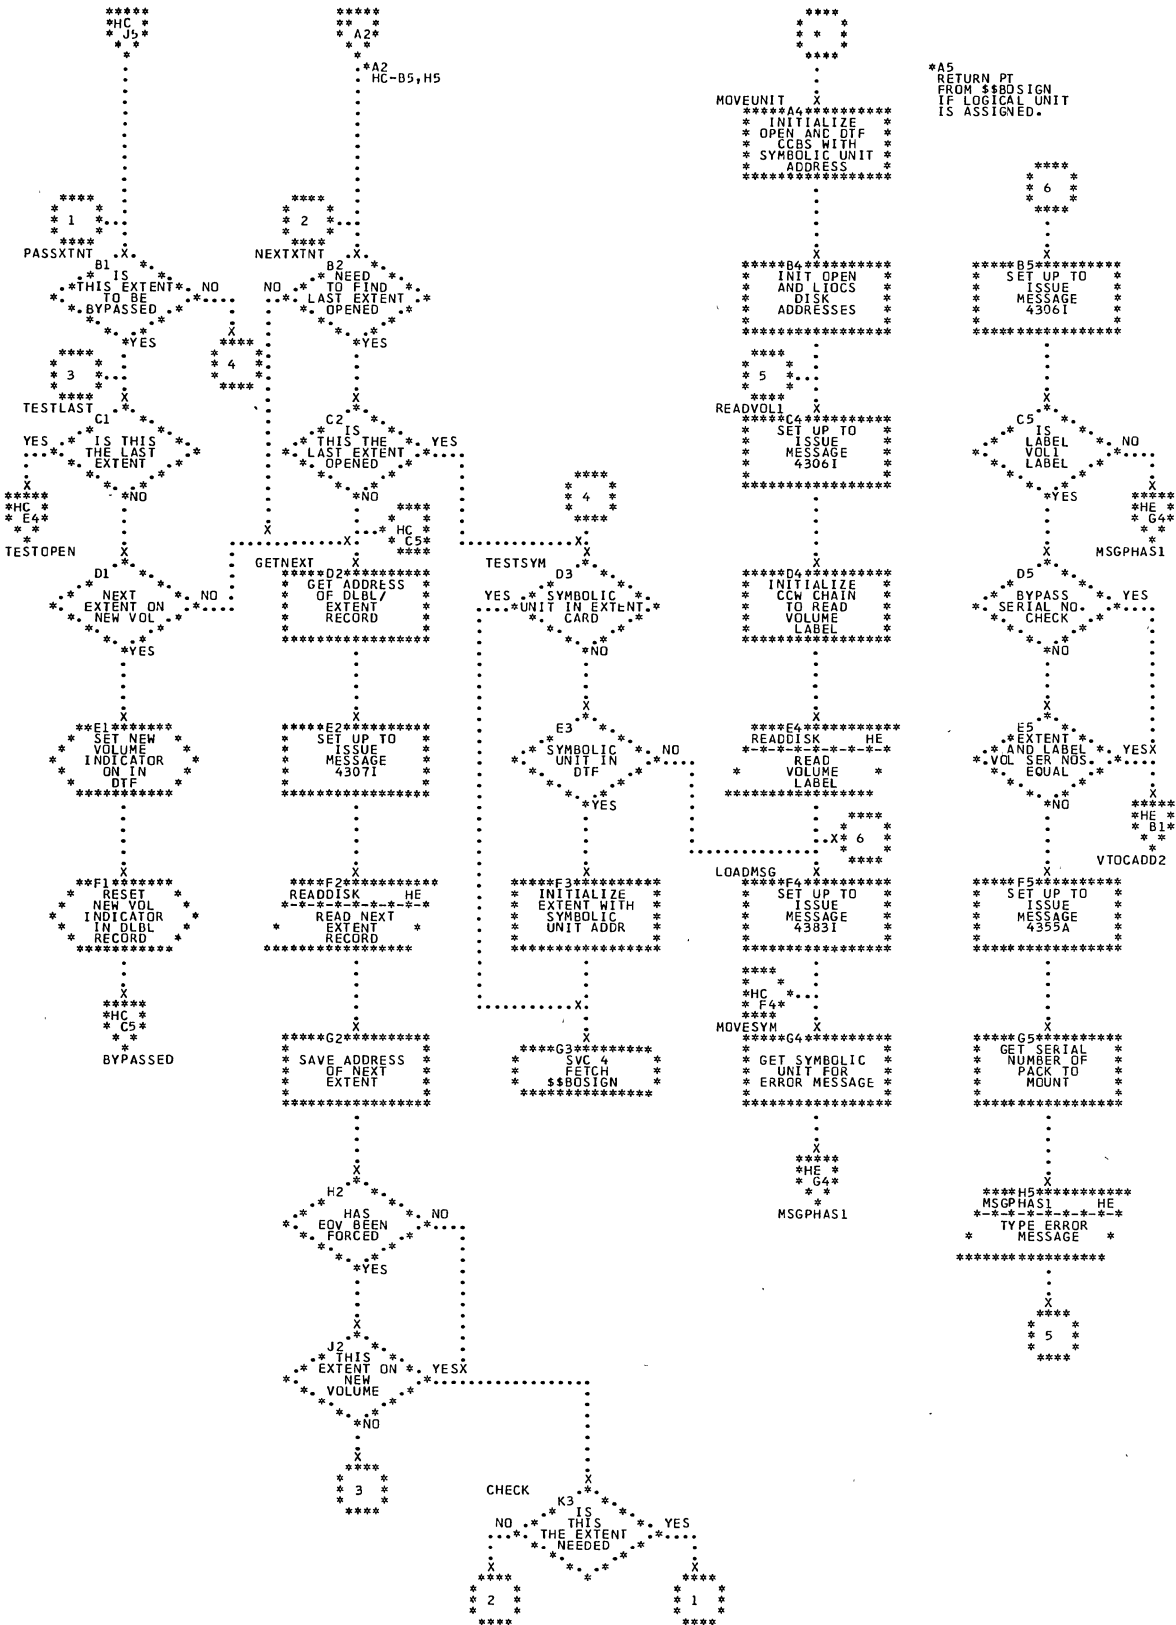 HC
J5
A2
*A2
HC-B5,H5
1
PASSXTNT
B1
IS
THIS EXTENT
TO BE
BYPASSED
NO
YES
4
3
TESTLAST
C1
IS THIS
THE LAST
EXTENT
YES
NO
HC
E4
TESTOPEN
D1
NEXT
EXTENT ON
NEW VOL
NO
YES
E1
SET NEW
VOLUME
INDICATOR
ON IN
DTF
F1
RESET
NEW VOL
INDICATOR
IN DLBL
RECORD
HC
C5
BYPASSED
2
NEXTXTNT
B2
NEED
TO FIND
LAST EXTENT
OPENED
NO
YES
C2
IS
THIS THE
LAST EXTENT
OPENED
YES
NO
HC
C5
GETNEXT
D2
GET ADDRESS
OF DLBL/
EXTENT
RECORD
E2
SET UP TO
ISSUE
MESSAGE
4307I
F2
READDISK HE
READ NEXT
EXTENT
RECORD
G2
SAVE ADDRESS
OF NEXT
EXTENT
H2
HAS
EOV BEEN
FORCED
NO
YES
J2
THIS
EXTENT ON
NEW
VOLUME
YES
NO
3
4
TESTSYM
D3
SYMBOLIC
UNIT IN EXTENT
CARD
YES
NO
E3
SYMBOLIC
UNIT IN
DTF
NO
YES
F3
INITIALIZE
EXTENT WITH
SYMBOLIC
UNIT ADDR
G3
SVC 4
FETCH
$$BOSIGN
CHECK
K3
IS
THIS
THE EXTENT
NEEDED
NO
YES
2
1
MOVEUNIT
A4
INITIALIZE
OPEN AND DTF
CCBS WITH
SYMBOLIC UNIT
ADDRESS
B4
INIT OPEN
AND LIOCS
DISK
ADDRESSES
5
READVOL1
C4
SET UP TO
ISSUE
MESSAGE
4306I
D4
INITIALIZE
CCW CHAIN
TO READ
VOLUME
LABEL
E4
READDISK HE
READ
VOLUME
LABEL
6
LOADMSG
F4
SET UP TO
ISSUE
MESSAGE
4383I
HC
F4
MOVESYM
G4
GET SYMBOLIC
UNIT FOR
ERROR MESSAGE
HE
G4
MSGPHAS1
*A5
RETURN PT
FROM $$BOSIGN
IF LOGICAL UNIT
IS ASSIGNED.
6
B5
SET UP TO
ISSUE
MESSAGE
4306I
C5
IS
LABEL
VOL1
LABEL
NO
YES
HE
G4
MSGPHAS1
D5
BYPASS
SERIAL NO.
CHECK
YES
NO
E5
EXTENT
AND LABEL
VOL SER NOS.
EQUAL
YES
NO
HE
B1
VTOCADD2
F5
SET UP TO
ISSUE
MESSAGE
4355A
G5
GET SERIAL
NUMBER OF
PACK TO
MOUNT
H5
MSGPHAS1 HE
TYPE ERROR
MESSAGE
5